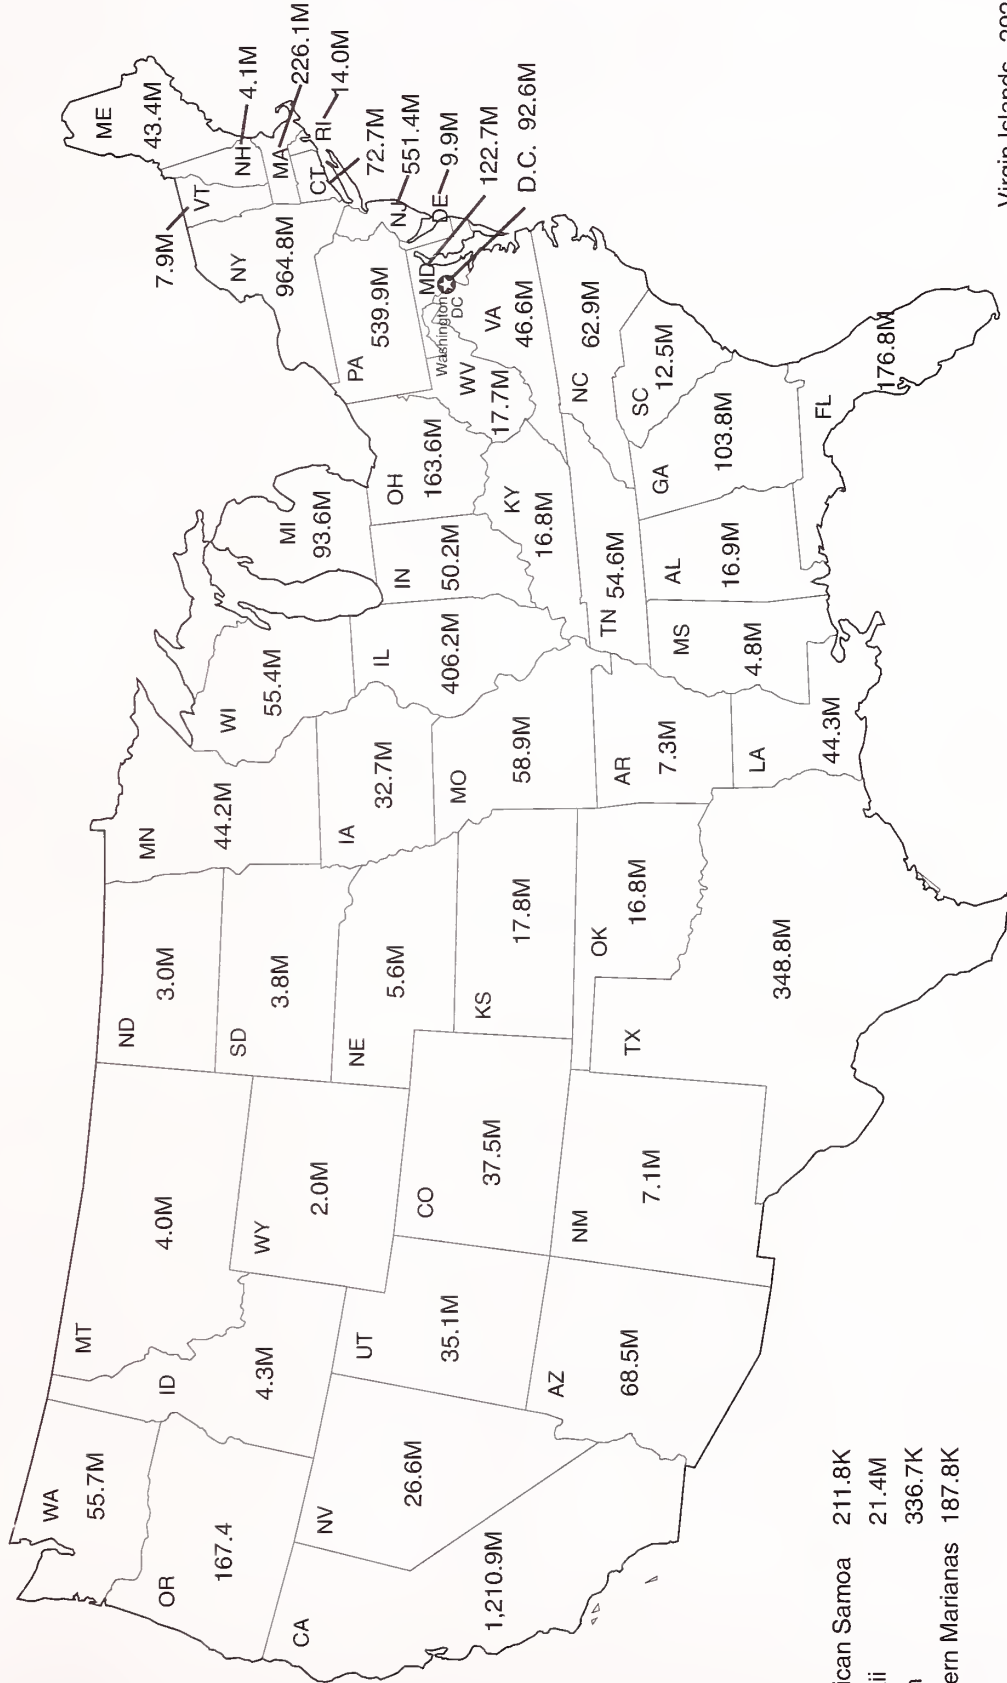 ME
43.4M
7.9M
VT
NH
4.1M
MA
226.1M
RI
14.0M
CT
72.7M
NY
964.8M
NJ
551.4M
DE
9.9M
MD
122.7M
D.C. 92.6M
Washington
DC
PA
539.9M
WV
17.7M
VA
46.6M
NC
62.9M
SC
12.5M
GA
103.8M
FL
176.8M
OH
163.6M
MI
93.6M
IN
50.2M
KY
16.8M
TN
54.6M
AL
16.9M
MS
4.8M
WI
55.4M
IL
406.2M
MN
44.2M
IA
32.7M
MO
58.9M
AR
7.3M
LA
44.3M
ND
3.0M
SD
3.8M
NE
5.6M
KS
17.8M
OK
16.8M
TX
348.8M
MT
4.0M
WY
2.0M
CO
37.5M
NM
7.1M
ID
4.3M
UT
35.1M
AZ
68.5M
WA
55.7M
OR
167.4
NV
26.6M
CA
1,210.9M
ican Samoa 211.8K
ii 21.4M
336.7K
ern Marianas 187.8K
Virgin Islands